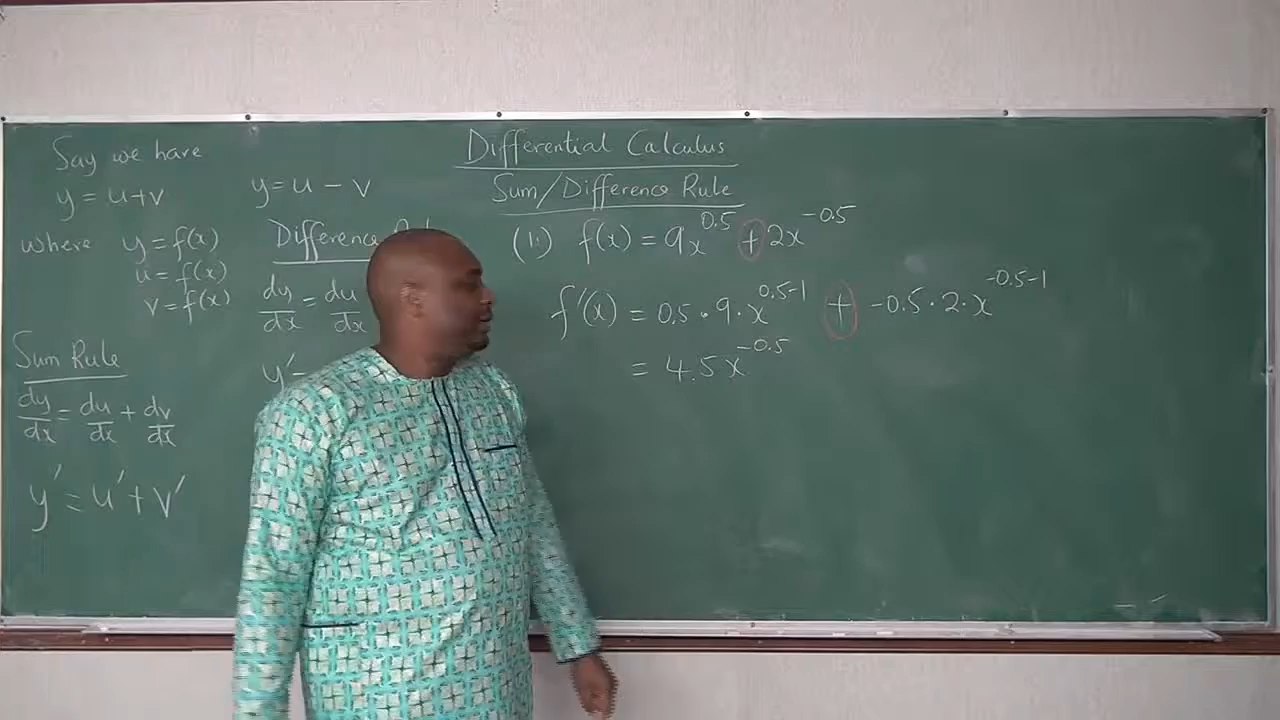 Say we have
y = u+v
where y = f(x)
u = f(x)
v = f(x)
Sum Rule
dy/dx = du/dx + dv/dx
y' = u' + v'
y = u − v
Difference
dy/dx = du/dx
y' =
Differential Calculus
Sum/Difference Rule
(1.) f(x) = 9x^0.5 + 2x^−0.5
f'(x) = 0.5 · 9 · x^0.5−1 + −0.5 · 2 · x^−0.5−1
= 4.5x^−0.5